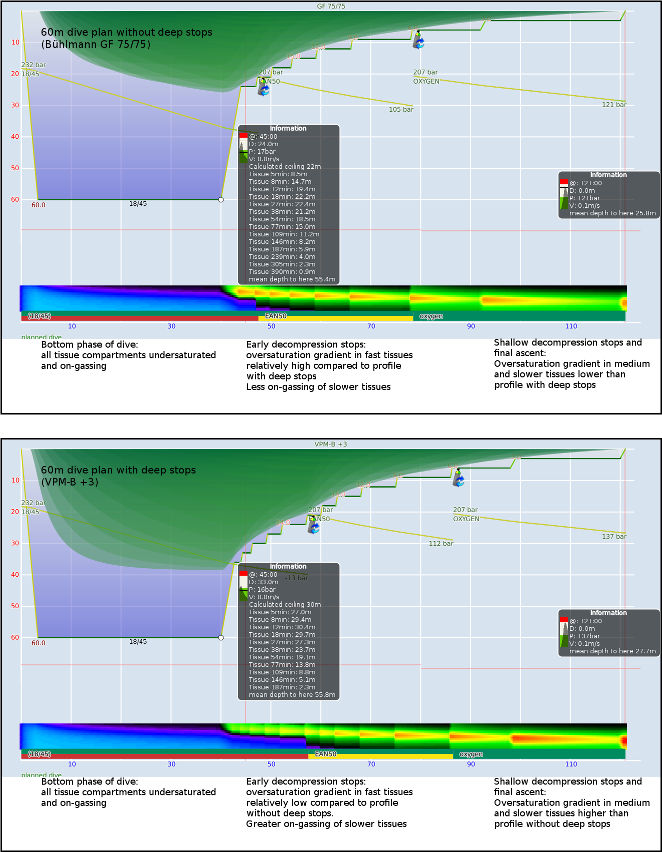 GF 75/75
60m dive plan without deep stops
(Bühlmann GF 75/75)
10
20
30
40
50
60
232 bar
18/45
207 bar
EAN50
207 bar
OXYGEN
105 bar
121 bar
60.0
18/45
Information
@: 45:00
D: 24.0m
P: 17bar
V: 0.0m/s
Calculated ceiling 22m
Tissue 5min: 8.5m
Tissue 8min: 14.7m
Tissue 12min: 19.4m
Tissue 18min: 22.2m
Tissue 27min: 22.4m
Tissue 38min: 21.2m
Tissue 54min: 18.5m
Tissue 77min: 15.0m
Tissue 109min: 11.2m
Tissue 146min: 8.2m
Tissue 187min: 5.9m
Tissue 239min: 4.0m
Tissue 305min: 2.3m
Tissue 390min: 0.9m
mean depth to here 55.4m
Information
@: 121:00
D: 0.0m
P: 121bar
V: 0.1m/s
mean depth to here 25.8m
(18/45)
EAN50
oxygen
10 30 50 70 90 110
planned dive
Bottom phase of dive:
all tissue compartments undersaturated
and on-gassing
Early decompression stops:
oversaturation gradient in fast tissues
relatively high compared to profile
with deep stops
Less on-gassing of slower tissues
Shallow decompression stops and
final ascent:
Oversaturation gradient in medium
and slower tissues lower than
profile with deep stops
VPM-B +3
60m dive plan with deep stops
(VPM-B +3)
10
20
30
40
50
60
232 bar
18/45
207 bar
EAN50
207 bar
OXYGEN
112 bar
137 bar
60.0
18/45
Information
@: 45:00
D: 33.0m
P: 16bar
V: 0.0m/s
Calculated ceiling 30m
Tissue 5min: 27.0m
Tissue 8min: 29.4m
Tissue 12min: 30.4m
Tissue 18min: 29.7m
Tissue 27min: 27.3m
Tissue 38min: 23.7m
Tissue 54min: 19.1m
Tissue 77min: 13.8m
Tissue 109min: 8.8m
Tissue 146min: 5.1m
Tissue 187min: 2.3m
mean depth to here 55.8m
Information
@: 121:00
D: 0.0m
P: 137bar
V: 0.1m/s
mean depth to here 27.7m
(18/45)
EAN50
oxygen
10 30 50 70 90 110
planned dive
Bottom phase of dive:
all tissue compartments undersaturated
and on-gassing
Early decompression stops:
oversaturation gradient in fast tissues
relatively low compared to profile
without deep stops.
Greater on-gassing of slower tissues
Shallow decompression stops and
final ascent:
Oversaturation gradient in medium
and slower tissues higher than
profile without deep stops